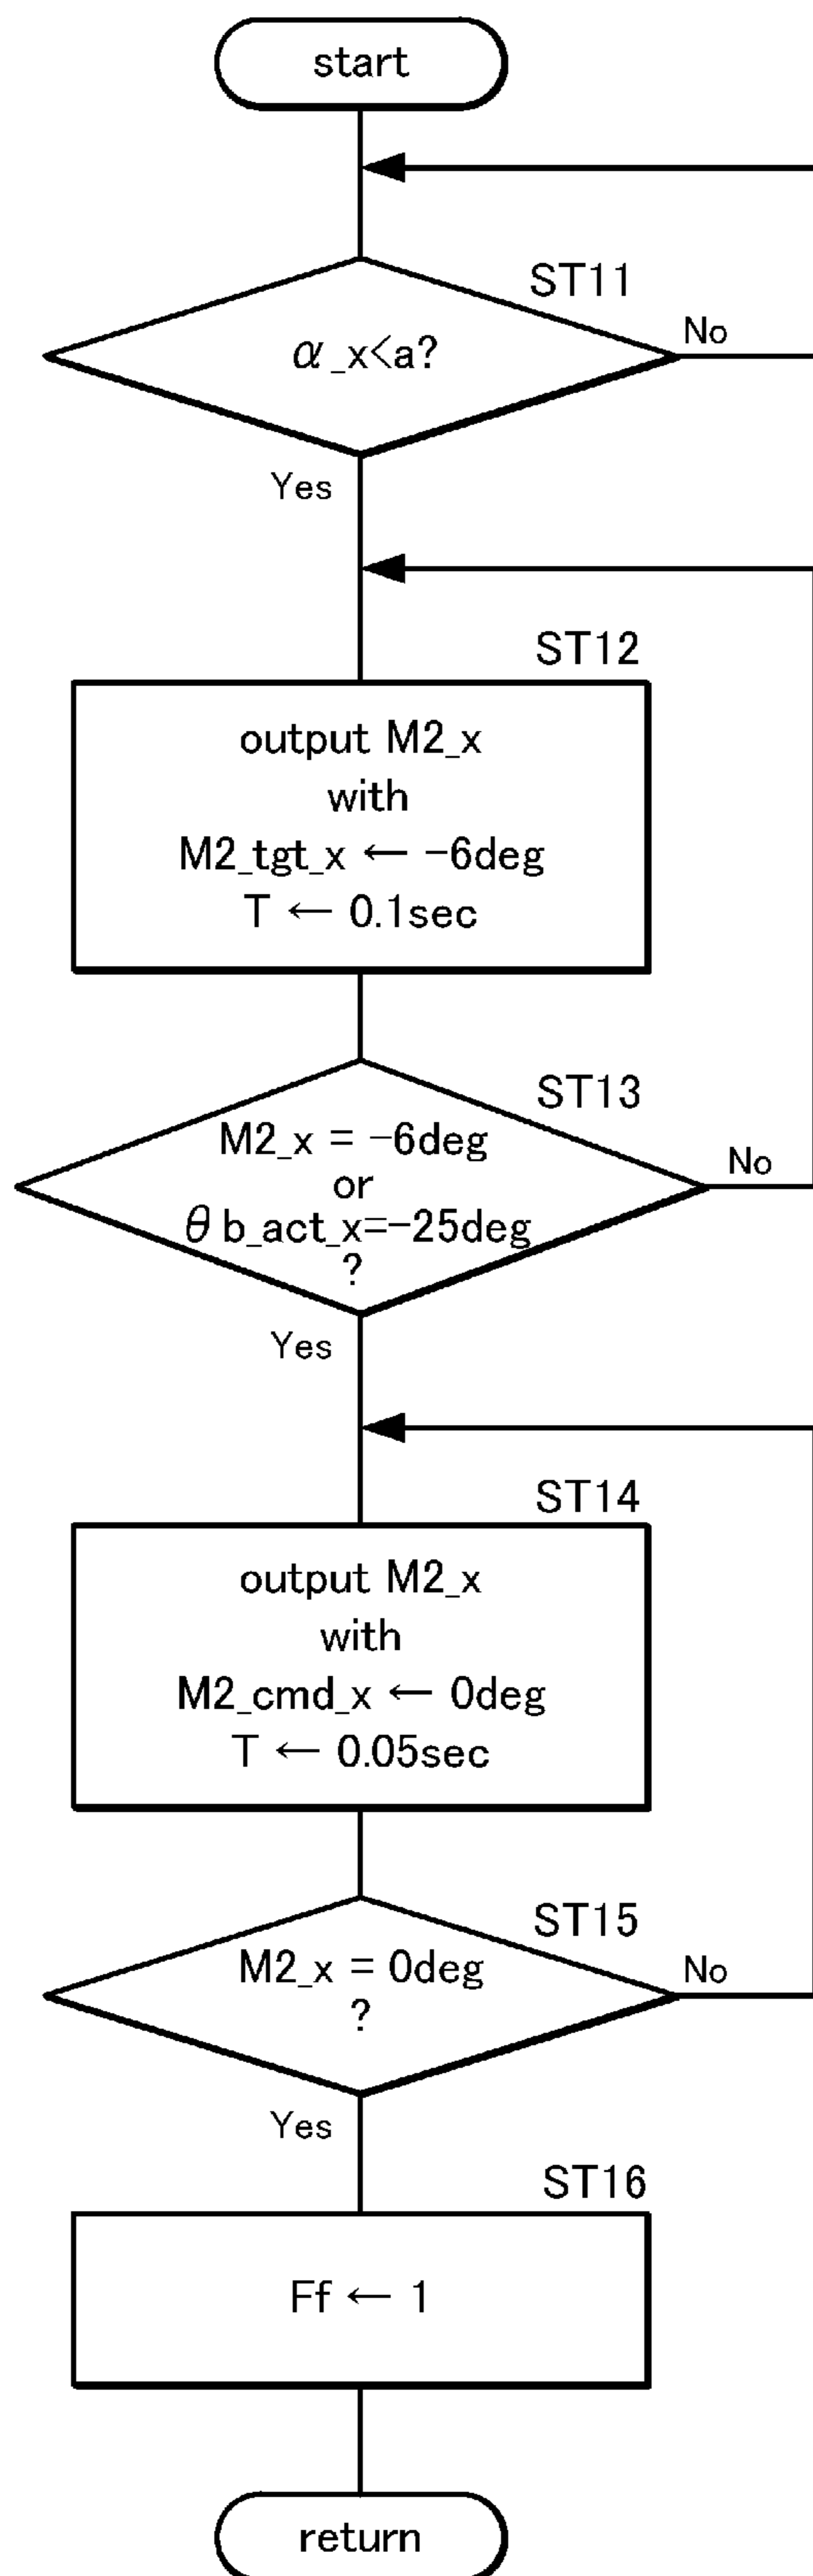 start
ST11
α_x<a?
No
Yes
ST12
output M2_x
with
M2_tgt_x ← -6deg
T ← 0.1sec
ST13
M2_x = -6deg
or
θb_act_x=-25deg
?
No
Yes
ST14
output M2_x
with
M2_cmd_x ← 0deg
T ← 0.05sec
ST15
M2_x = 0deg
?
No
Yes
ST16
Ff ← 1
return